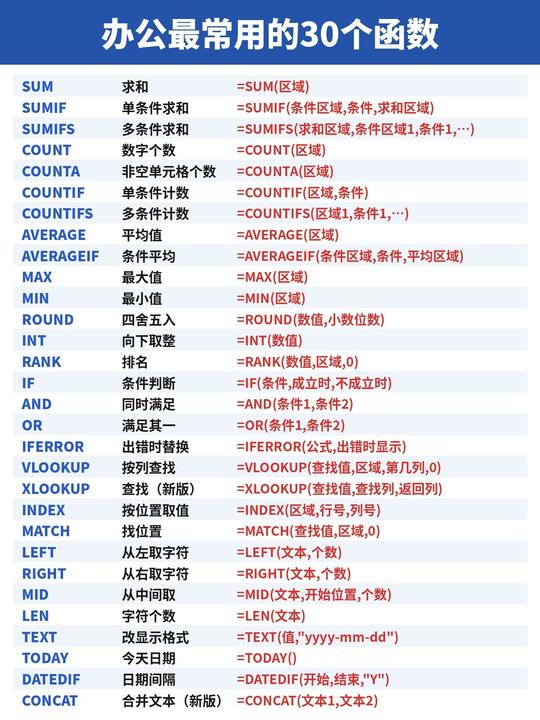 办公最常用的30个函数
SUM 求和 =SUM(区域)
SUMIF 单条件求和 =SUMIF(条件区域,条件,求和区域)
SUMIFS 多条件求和 =SUMIFS(求和区域,条件区域1,条件1,…)
COUNT 数字个数 =COUNT(区域)
COUNTA 非空单元格个数 =COUNTA(区域)
COUNTIF 单条件计数 =COUNTIF(区域,条件)
COUNTIFS 多条件计数 =COUNTIFS(区域1,条件1,…)
AVERAGE 平均值 =AVERAGE(区域)
AVERAGEIF 条件平均 =AVERAGEIF(条件区域,条件,平均区域)
MAX 最大值 =MAX(区域)
MIN 最小值 =MIN(区域)
ROUND 四舍五入 =ROUND(数值,小数位数)
INT 向下取整 =INT(数值)
RANK 排名 =RANK(数值,区域,0)
IF 条件判断 =IF(条件,成立时,不成立时)
AND 同时满足 =AND(条件1,条件2)
OR 满足其一 =OR(条件1,条件2)
IFERROR 出错时替换 =IFERROR(公式,出错时显示)
VLOOKUP 按列查找 =VLOOKUP(查找值,区域,第几列,0)
XLOOKUP 查找（新版） =XLOOKUP(查找值,查找列,返回列)
INDEX 按位置取值 =INDEX(区域,行号,列号)
MATCH 找位置 =MATCH(查找值,区域,0)
LEFT 从左取字符 =LEFT(文本,个数)
RIGHT 从右取字符 =RIGHT(文本,个数)
MID 从中间取 =MID(文本,开始位置,个数)
LEN 字符个数 =LEN(文本)
TEXT 改显示格式 =TEXT(值,"yyyy-mm-dd")
TODAY 今天日期 =TODAY()
DATEDIF 日期间隔 =DATEDIF(开始,结束,"Y")
CONCAT 合并文本（新版） =CONCAT(文本1,文本2)